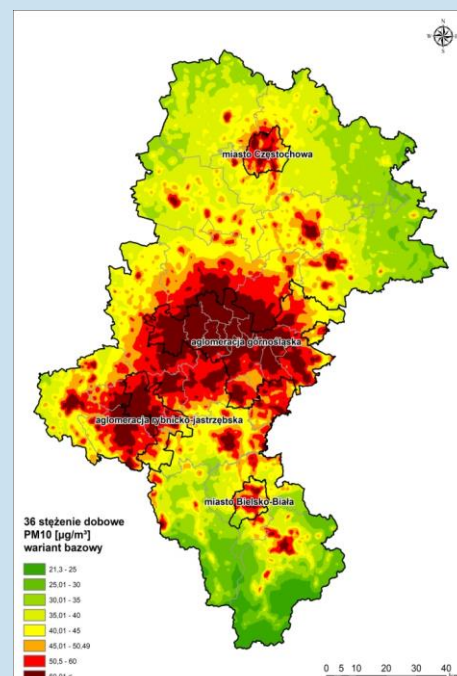 N
W E
S
miasto Częstochowa
aglomeracja górnośląska
aglomeracja rybnicko-jastrzębska
miasto Bielsko-Biała
36 stężenie dobowe
PM10 [µg/m³]
wariant bazowy
21,3 - 25
25,01 - 30
30,01 - 35
35,01 - 40
40,01 - 45
45,01 - 50,49
50,5 - 60
0 5 10 20 30 40